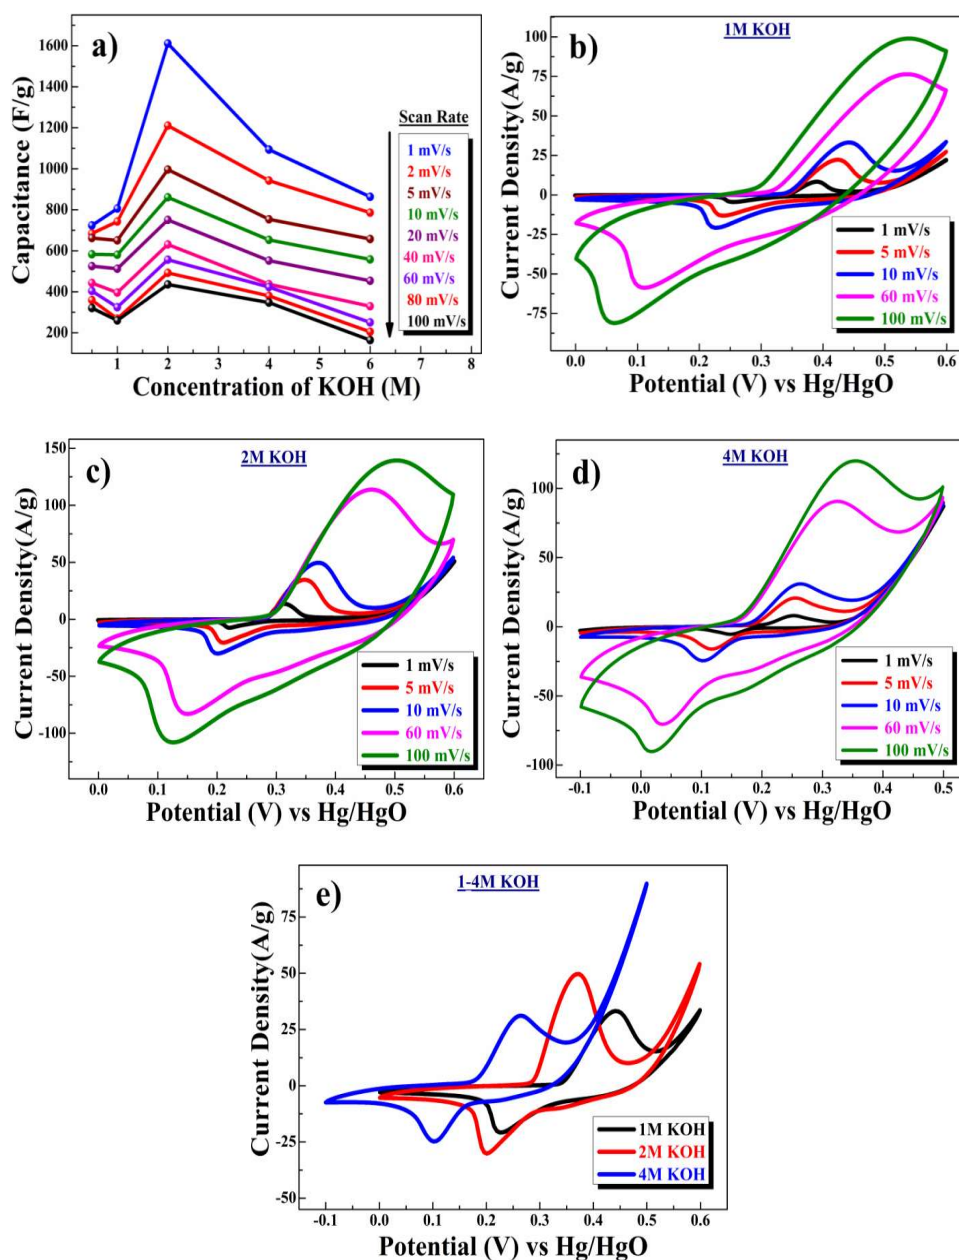 a)
Capacitance (F/g)
1600
1400
1200
1000
800
600
400
200
0
1
2
3
4
5
6
7
8
Concentration of KOH (M)
Scan Rate
1 mV/s
2 mV/s
5 mV/s
10 mV/s
20 mV/s
40 mV/s
60 mV/s
80 mV/s
100 mV/s
b)
1M KOH
Current Density(A/g)
100
75
50
25
0
-25
-50
-75
0.0
0.1
0.2
0.3
0.4
0.5
0.6
Potential (V) vs Hg/HgO
1 mV/s
5 mV/s
10 mV/s
60 mV/s
100 mV/s
c)
2M KOH
Current Density(A/g)
150
100
50
0
-50
-100
0.0
0.1
0.2
0.3
0.4
0.5
0.6
Potential (V) vs Hg/HgO
1 mV/s
5 mV/s
10 mV/s
60 mV/s
100 mV/s
d)
4M KOH
Current Density(A/g)
100
50
0
-50
-100
-0.1
0.0
0.1
0.2
0.3
0.4
0.5
Potential (V) vs Hg/HgO
1 mV/s
5 mV/s
10 mV/s
60 mV/s
100 mV/s
e)
1-4M KOH
Current Density(A/g)
75
50
25
0
-25
-50
-0.1
0.0
0.1
0.2
0.3
0.4
0.5
0.6
Potential (V) vs Hg/HgO
1M KOH
2M KOH
4M KOH